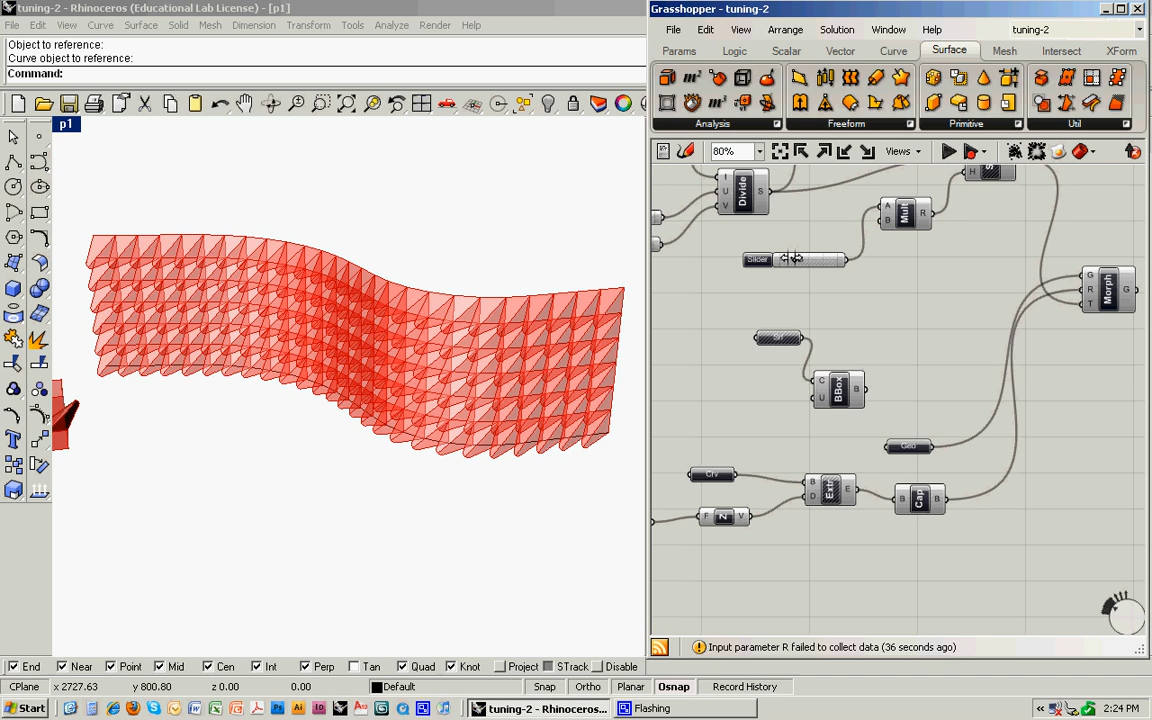 tuning-2 - Rhinoceros (Educational Lab License) - [p1]
File Edit View Curve Surface Solid Mesh Dimension Transform Tools Analyze Render Help
Object to reference:
Curve object to reference:
Command:
p1
Grasshopper - tuning-2
File Edit View Arrange Solution Window Help tuning-2
Params Logic Scalar Vector Curve Surface Mesh Intersect XForm
Analysis Freeform Primitive Util
80% Views
I U V Divide S
H
A B Mult R
Slider
G R T Morph G
Srf
C U BBox B
Geo
Crv
B D Extr E
B Cap B
F Z V
Input parameter R failed to collect data (36 seconds ago)
End Near Point Mid Cen Int Perp Tan Quad Knot Project STrack Disable
CPlane x 2727.63 y 800.80 z 0.00 0.00 Default Snap Ortho Planar Osnap Record History
Start tuning-2 - Rhinoceros... Flashing 2:24 PM